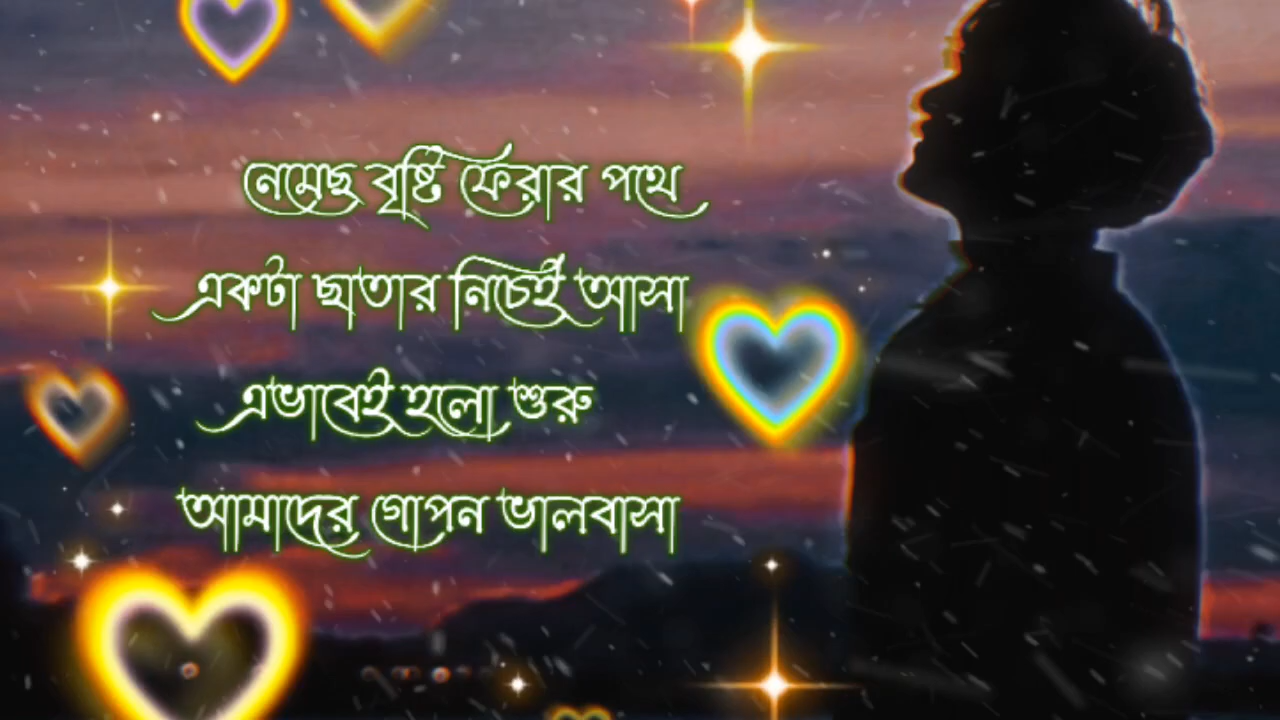 নেমেছ বৃষ্টি ফেরার পথে
একটা ছাতার নিচেই আসা
এভাবেই হলো শুরু
আমাদের গোপন ভালবাসা